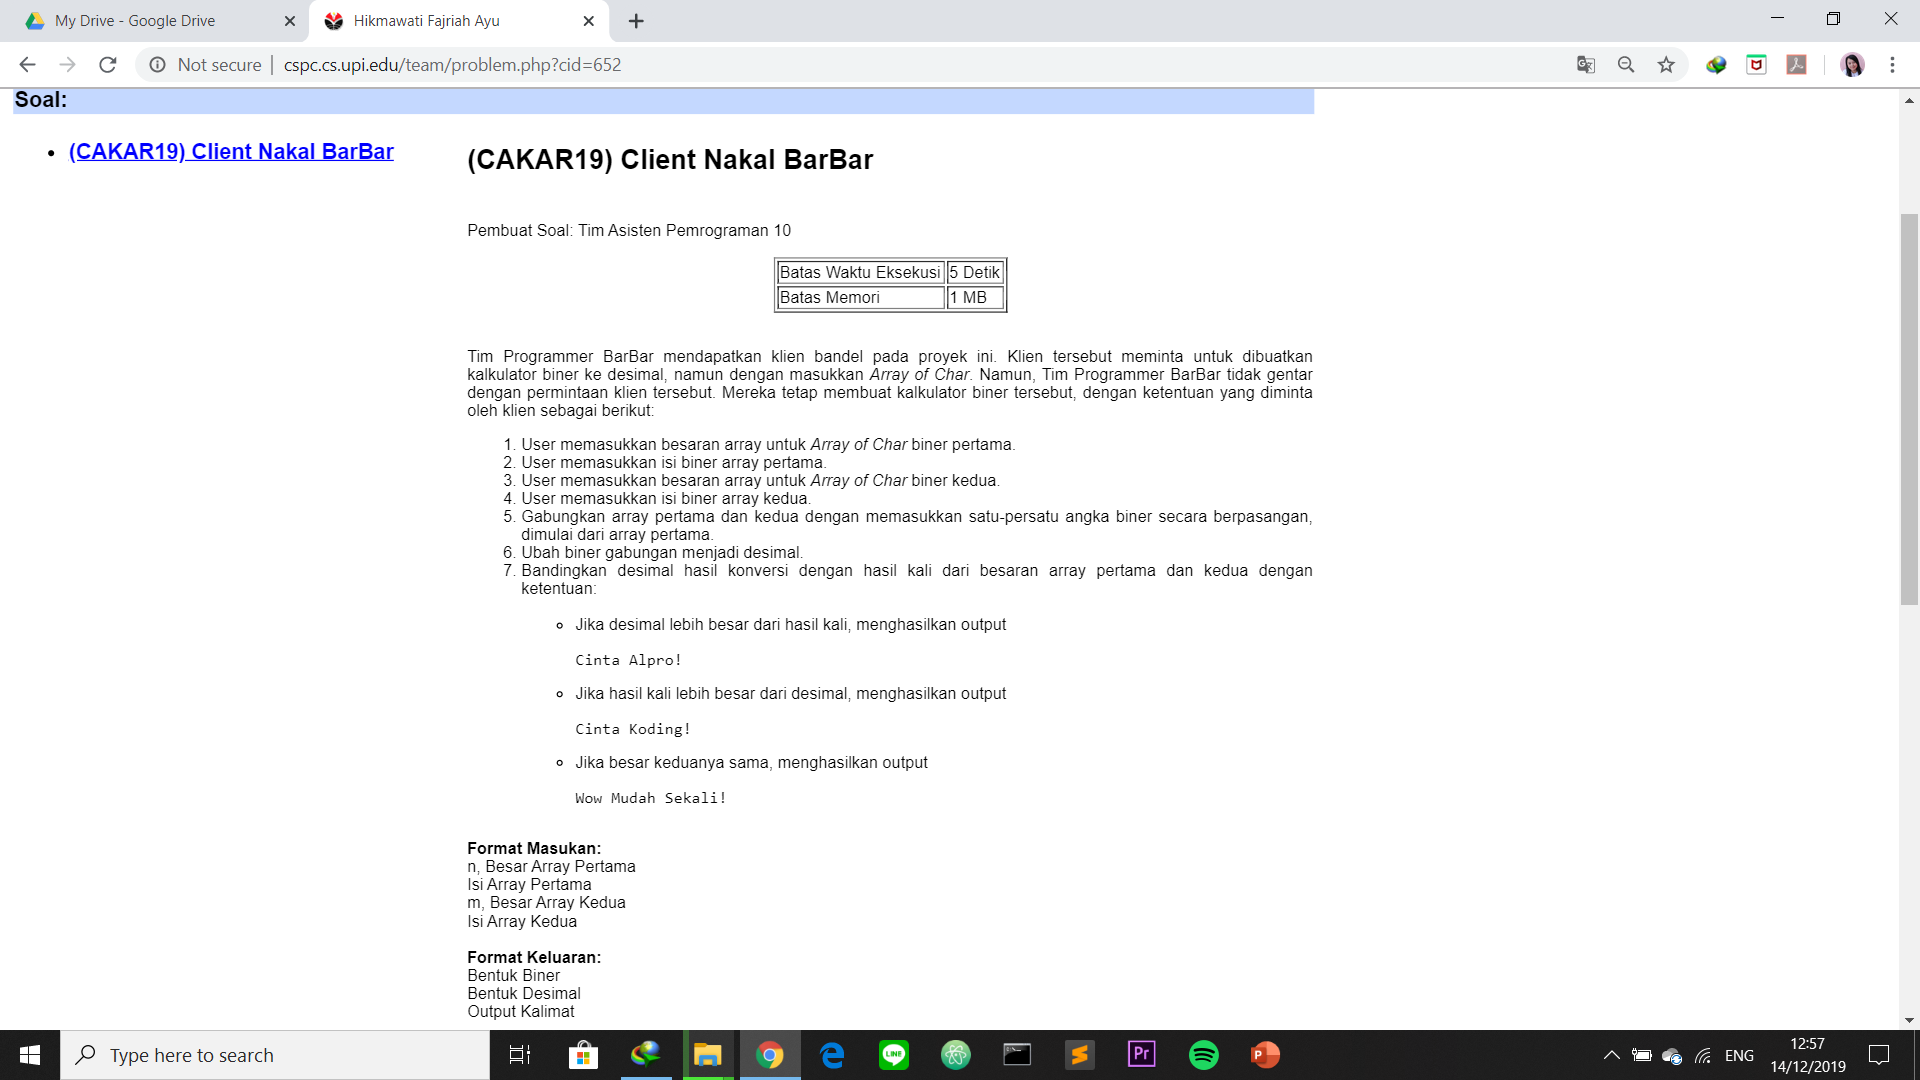 My Drive - Google Drive
Hikmawati Fajriah Ayu
Not secure | cspc.cs.upi.edu/team/problem.php?cid=652
Soal:
(CAKAR19) Client Nakal BarBar
(CAKAR19) Client Nakal BarBar
Pembuat Soal: Tim Asisten Pemrograman 10
Batas Waktu Eksekusi 5 Detik
Batas Memori 1 MB
Tim Programmer BarBar mendapatkan klien bandel pada proyek ini. Klien tersebut meminta untuk dibuatkan
kalkulator biner ke desimal, namun dengan masukkan Array of Char. Namun, Tim Programmer BarBar tidak gentar
dengan permintaan klien tersebut. Mereka tetap membuat kalkulator biner tersebut, dengan ketentuan yang diminta
oleh klien sebagai berikut:
1. User memasukkan besaran array untuk Array of Char biner pertama.
2. User memasukkan isi biner array pertama.
3. User memasukkan besaran array untuk Array of Char biner kedua.
4. User memasukkan isi biner array kedua.
5. Gabungkan array pertama dan kedua dengan memasukkan satu-persatu angka biner secara berpasangan,
dimulai dari array pertama.
6. Ubah biner gabungan menjadi desimal.
7. Bandingkan desimal hasil konversi dengan hasil kali dari besaran array pertama dan kedua dengan
ketentuan:
Jika desimal lebih besar dari hasil kali, menghasilkan output
Cinta Alpro!
Jika hasil kali lebih besar dari desimal, menghasilkan output
Cinta Koding!
Jika besar keduanya sama, menghasilkan output
Wow Mudah Sekali!
Format Masukan:
n, Besar Array Pertama
Isi Array Pertama
m, Besar Array Kedua
Isi Array Kedua
Format Keluaran:
Bentuk Biner
Bentuk Desimal
Output Kalimat
Type here to search
LINE
Pr
P
ENG
12:57
14/12/2019